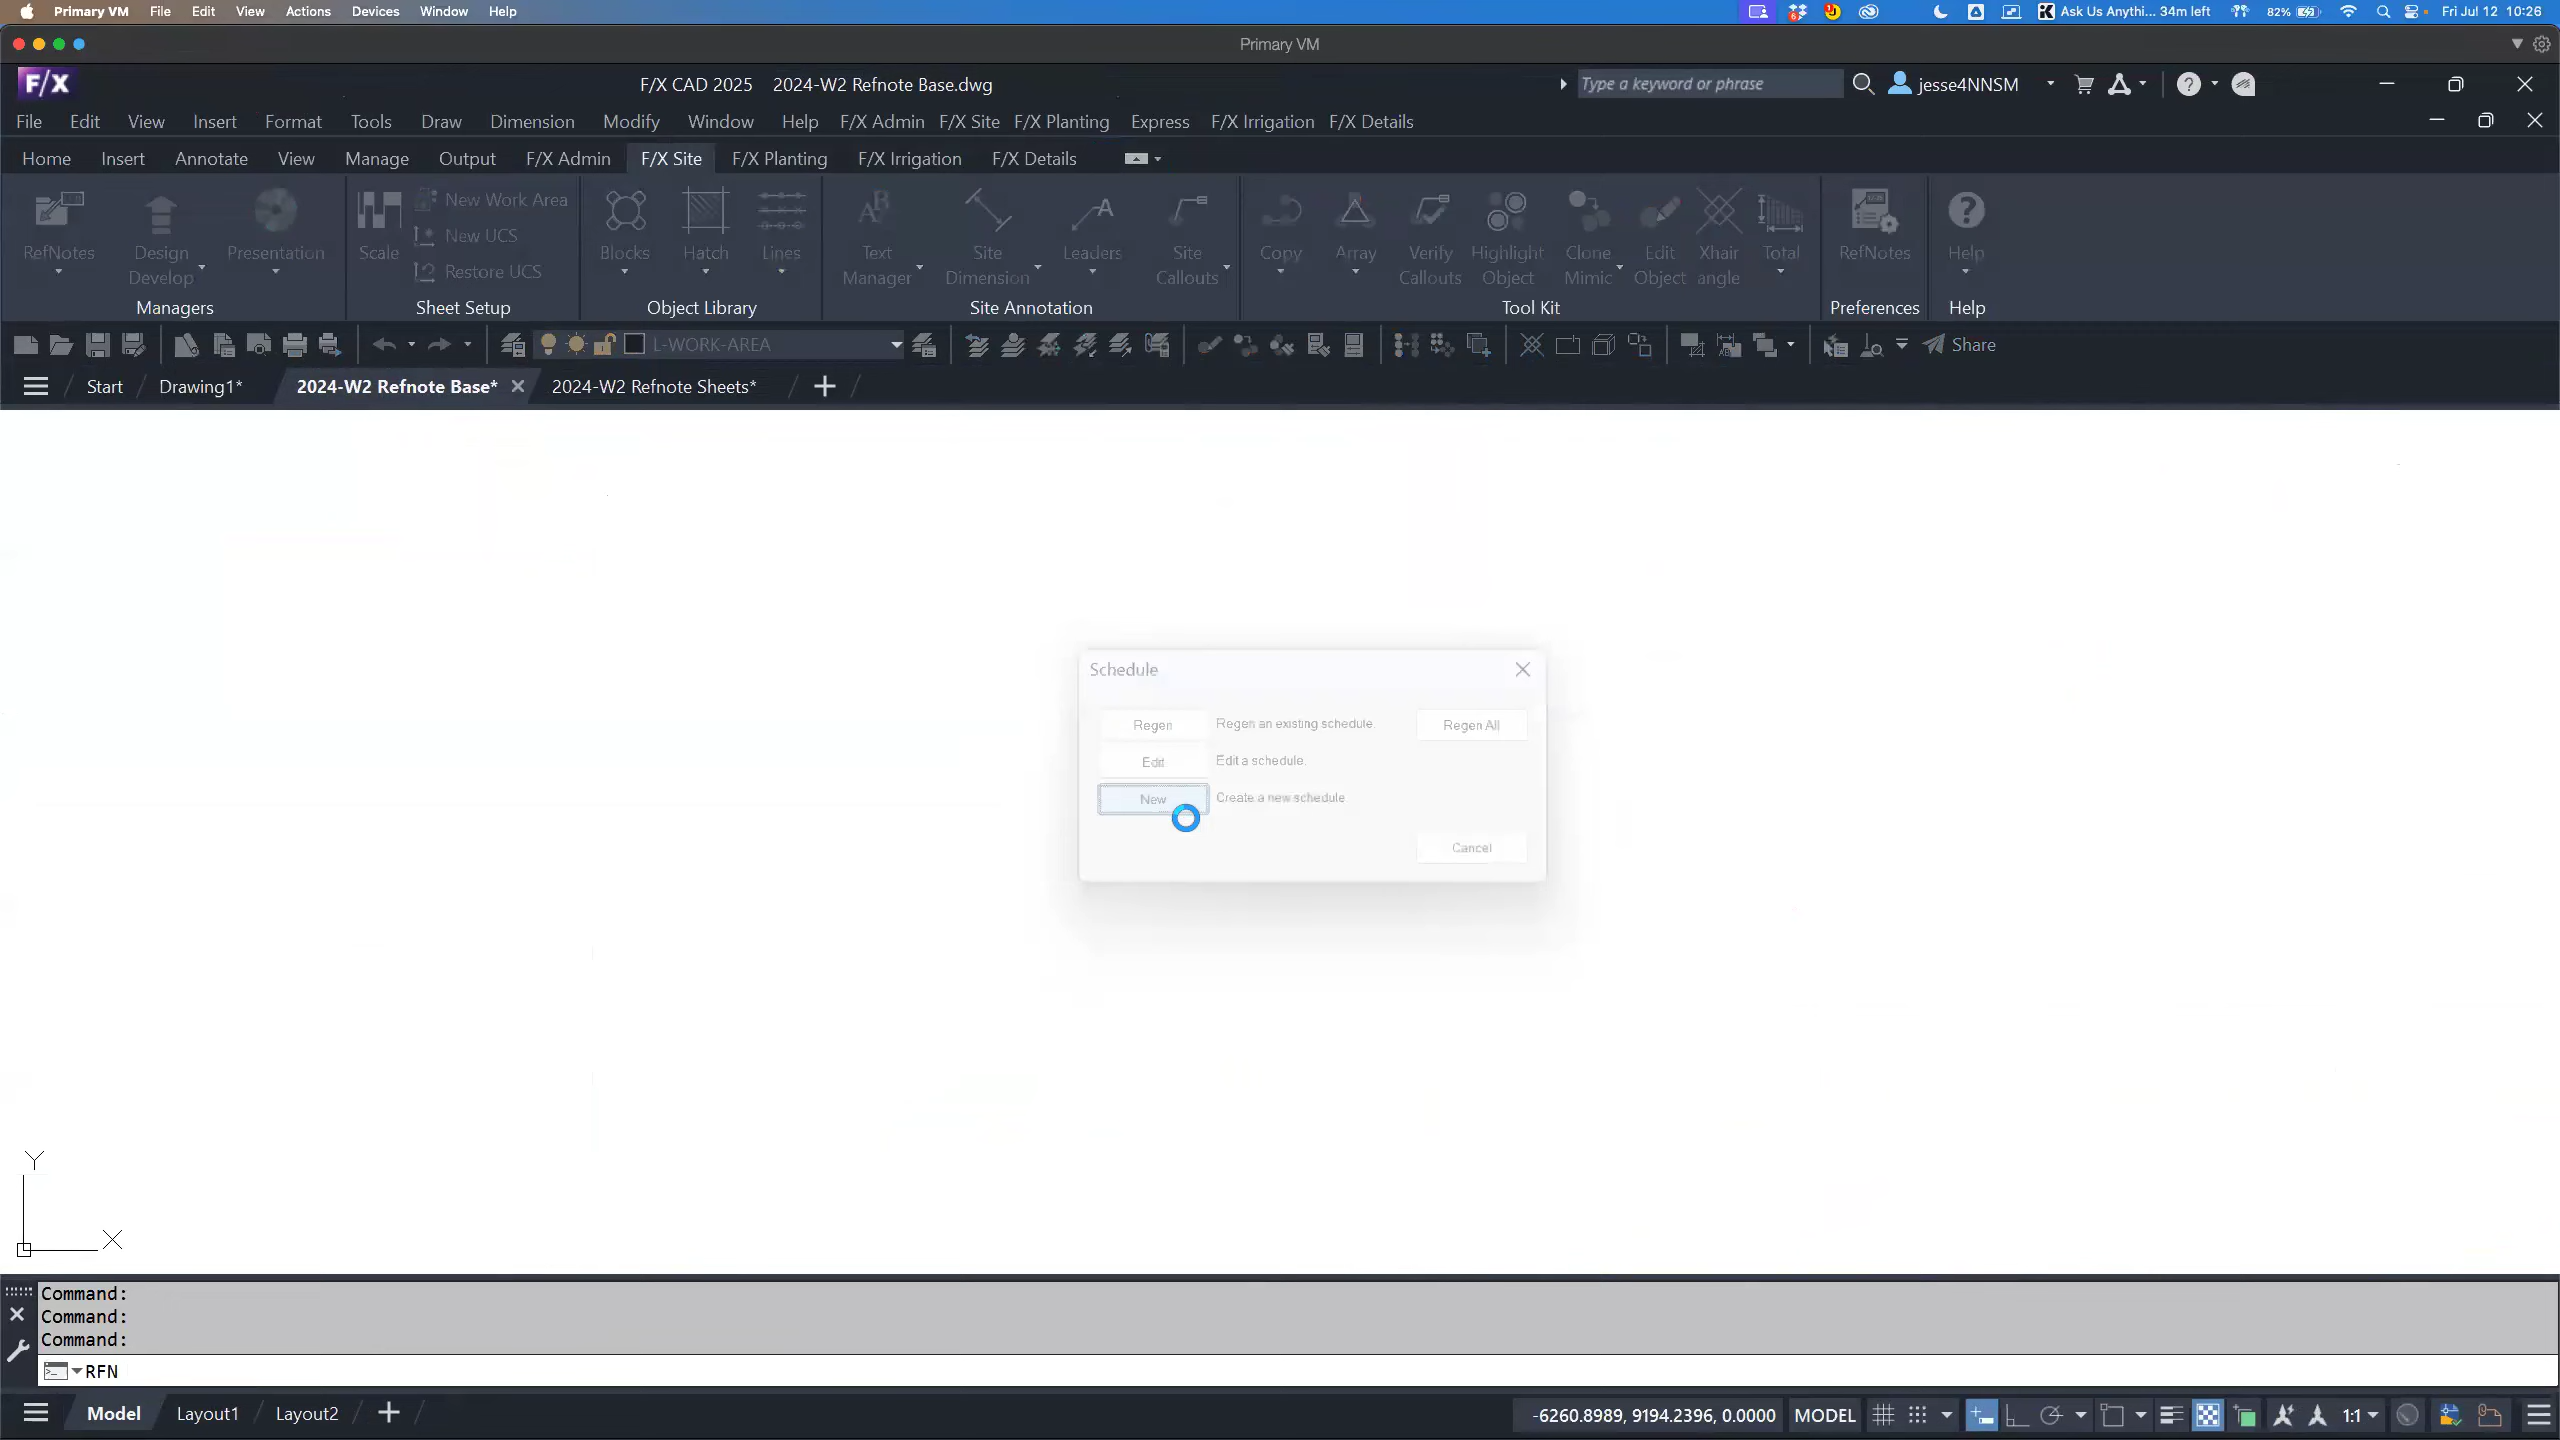 Primary VM File Edit View Actions Devices Window Help
Ask Us Anythi... 34m left 82% Fri Jul 12 10:26
Primary VM
F/X F/X CAD 2025 2024-W2 Refnote Base.dwg Type a keyword or phrase jesse4NNSM
File Edit View Insert Format Tools Draw Dimension Modify Window Help F/X Admin F/X Site F/X Planting Express F/X Irrigation F/X Details
Home Insert Annotate View Manage Output F/X Admin F/X Site F/X Planting F/X Irrigation F/X Details
New Work Area
New UCS
Restore UCS
RefNotes Design Develop Presentation Scale Blocks Hatch Lines Text Manager Site Dimension Leaders Site Callouts Copy Array Verify Callouts Highlight Object Clone Mimic Edit Object Xhair angle Total RefNotes Help
Managers Sheet Setup Object Library Site Annotation Tool Kit Preferences Help
L-WORK-AREA Share
Start Drawing1* 2024-W2 Refnote Base* 2024-W2 Refnote Sheets*
Schedule
Regen Regen an existing schedule. Regen All
Edit Edit a schedule.
New Create a new schedule
Cancel
Y
X
Command:
Command:
Command:
RFN
Model Layout1 Layout2 -6260.8989, 9194.2396, 0.0000 MODEL 1:1